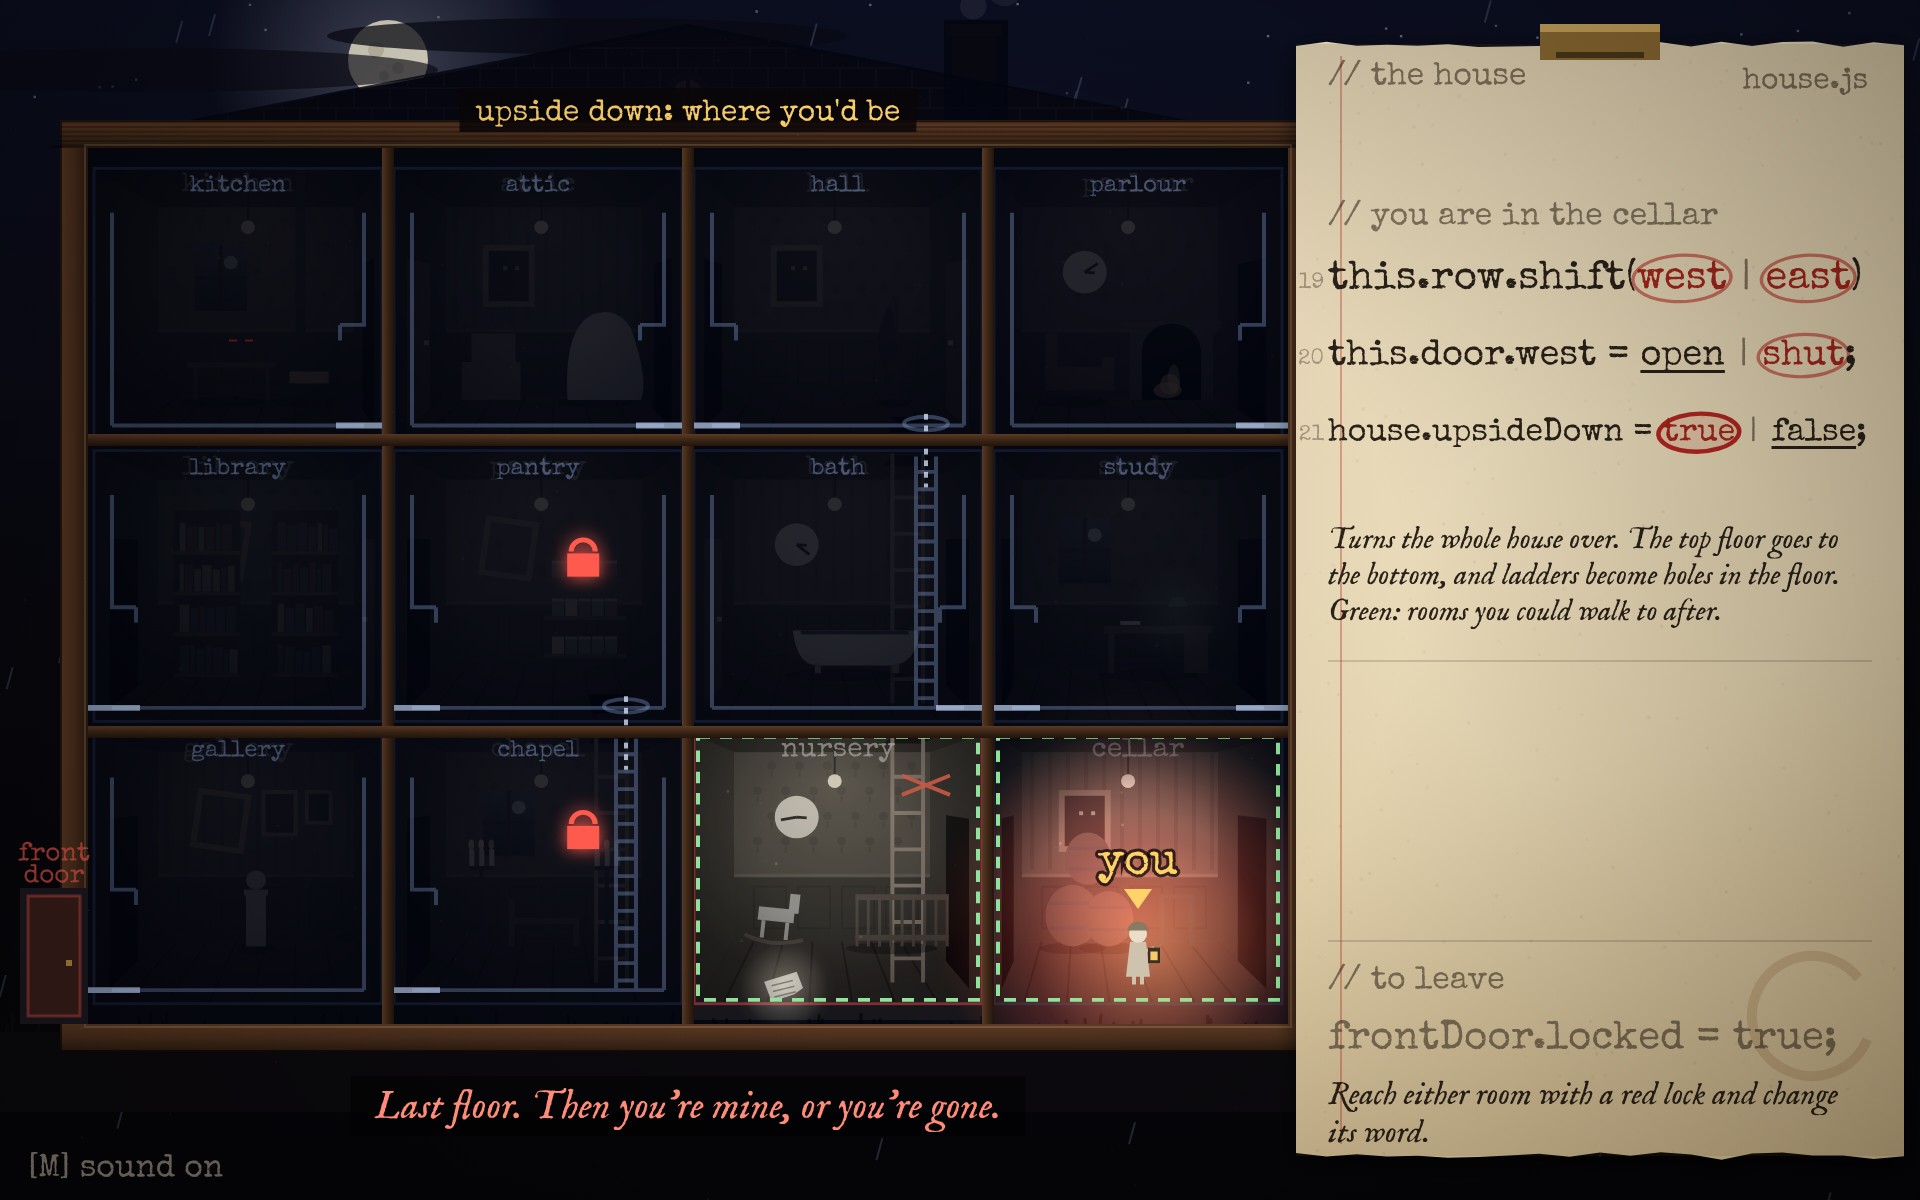 upside down: where you'd be
kitchen
attic
hall
parlour
library
pantry
bath
study
gallery
chapel
nursery
cellar
you
front
door
Last floor. Then you're mine, or you're gone.
[M] sound on
// the house
house.js
// you are in the cellar
19 this.row.shift(west | east)
20 this.door.west = open | shut;
21 house.upsideDown = true | false;
Turns the whole house over. The top floor goes to
the bottom, and ladders become holes in the floor.
Green: rooms you could walk to after.
// to leave
frontDoor.locked = true;
Reach either room with a red lock and change
its word.